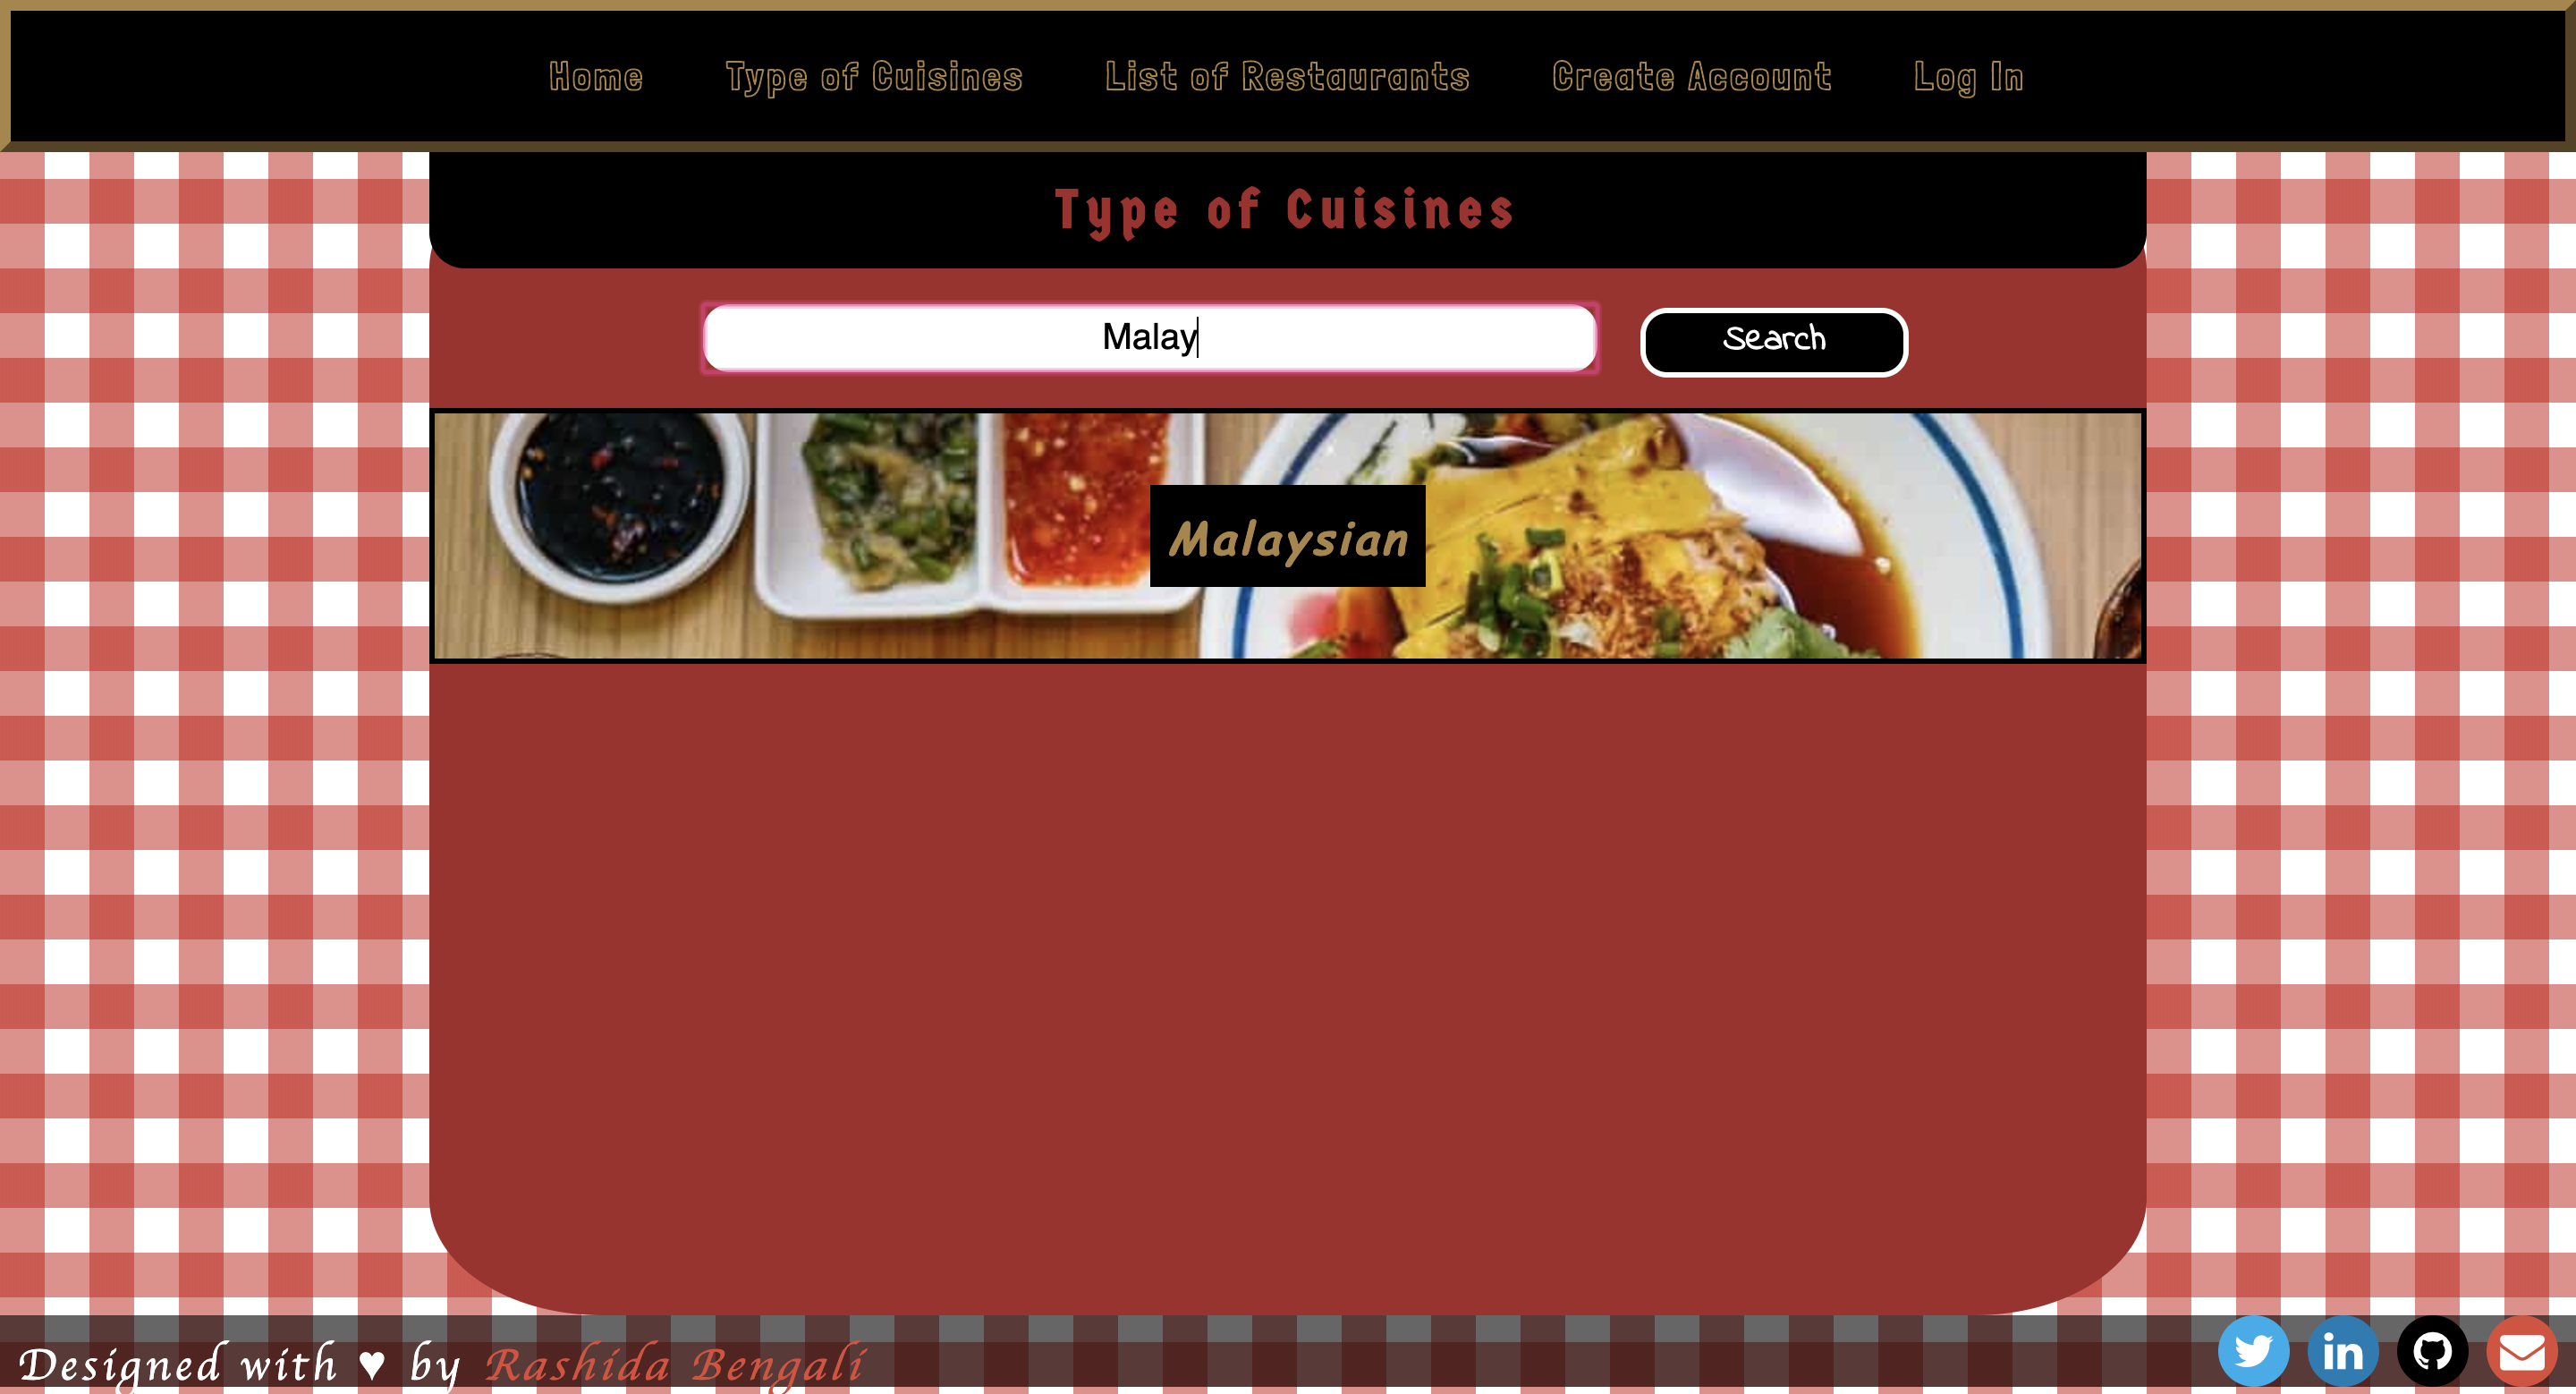 Home Type of Cuisines List of Restaurants Create Account Log In
Type of Cuisines
Malay Search
Malaysian
Designed with ♥ by Rashida Bengali
in